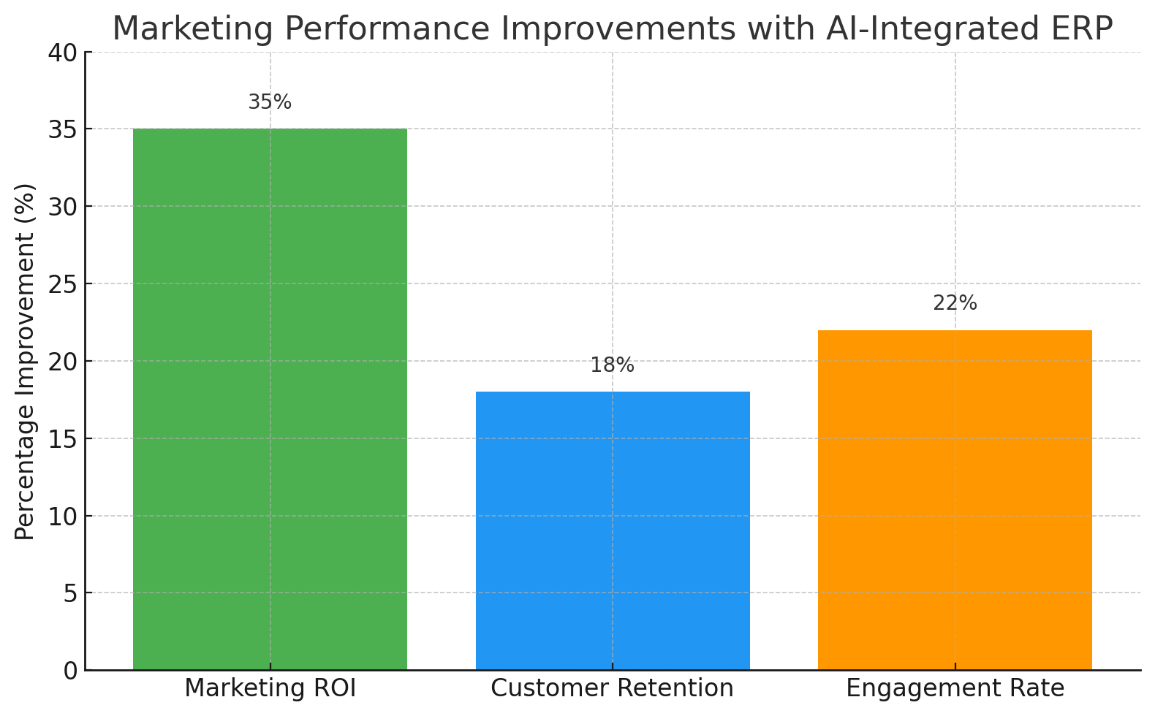 Marketing Performance Improvements with AI-Integrated ERP
40
35
30
25
20
15
10
5
0
Percentage Improvement (%)
35%
18%
22%
Marketing ROI
Customer Retention
Engagement Rate